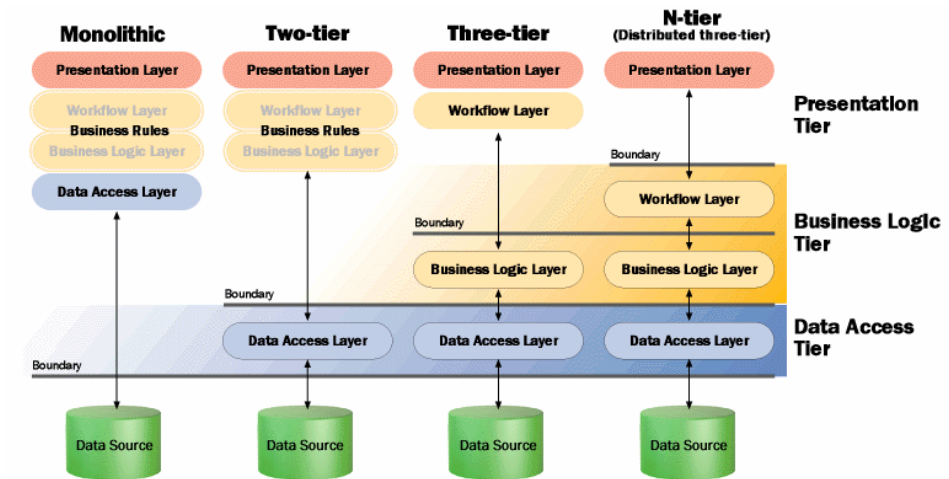 Monolithic
Two-tier
Three-tier
N-tier
(Distributed three-tier)
Presentation Layer
Presentation Layer
Presentation Layer
Presentation Layer
Workflow Layer
Business Rules
Business Logic Layer
Workflow Layer
Business Rules
Business Logic Layer
Workflow Layer
Presentation
Tier
Boundary
Data Access Layer
Workflow Layer
Boundary
Business Logic
Tier
Business Logic Layer
Business Logic Layer
Boundary
Data Access Layer
Data Access Layer
Data Access Layer
Data Access
Tier
Boundary
Data Source
Data Source
Data Source
Data Source